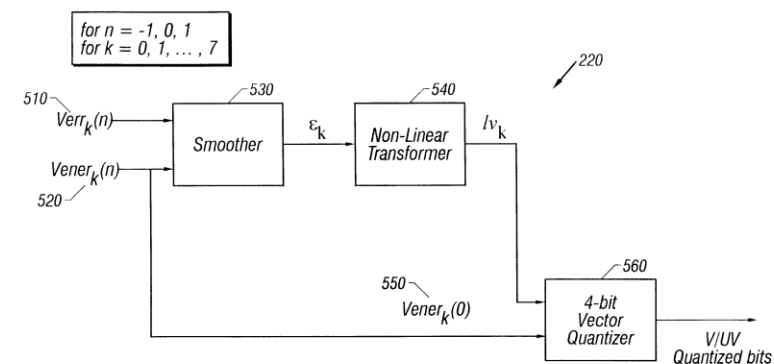 for n = -1, 0, 1
for k = 0, 1, ... , 7
220
510
530
540
Verr_k(n)
Smoother
ε_k
Non-Linear
Transformer
lv_k
Vener_k(n)
520
550
Vener_k(0)
560
4-bit
Vector
Quantizer
V/UV
Quantized bits